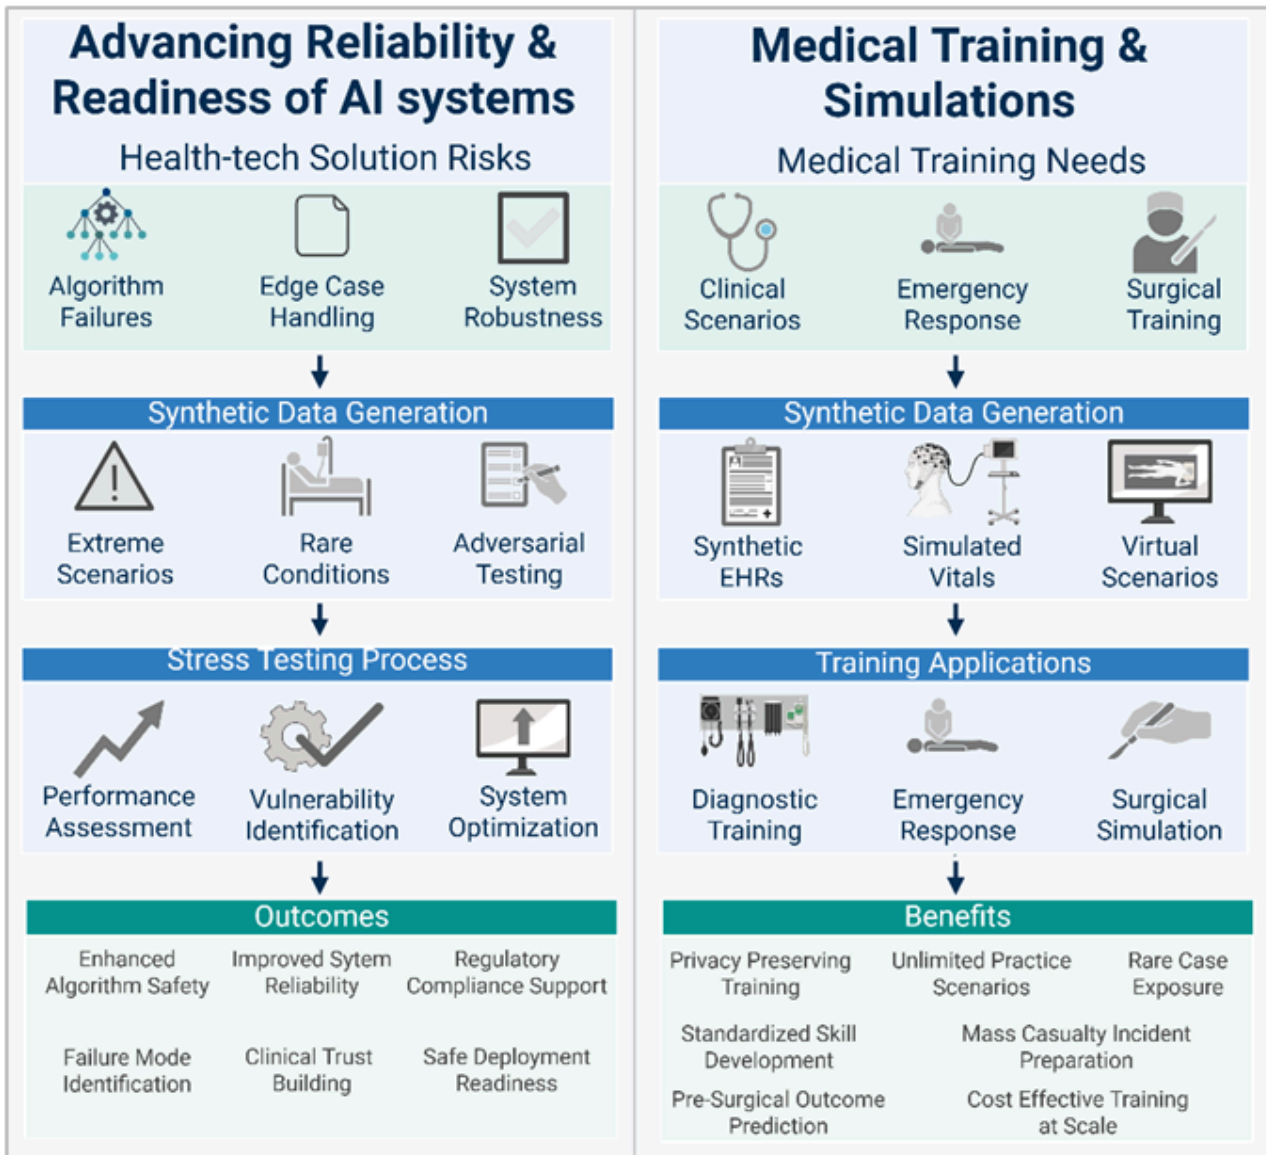 Advancing Reliability &
Readiness of AI systems
Health-tech Solution Risks
Algorithm
Failures
Edge Case
Handling
System
Robustness
Synthetic Data Generation
Extreme
Scenarios
Rare
Conditions
Adversarial
Testing
Stress Testing Process
Performance
Assessment
Vulnerability
Identification
System
Optimization
Outcomes
Enhanced
Algorithm Safety
Improved Sytem
Reliability
Regulatory
Compliance Support
Failure Mode
Identification
Clinical Trust
Building
Safe Deployment
Readiness
Medical Training &
Simulations
Medical Training Needs
Clinical
Scenarios
Emergency
Response
Surgical
Training
Synthetic Data Generation
Synthetic
EHRs
Simulated
Vitals
Virtual
Scenarios
Training Applications
Diagnostic
Training
Emergency
Response
Surgical
Simulation
Benefits
Privacy Preserving
Training
Unlimited Practice
Scenarios
Rare Case
Exposure
Standardized Skill
Development
Mass Casualty Incident
Preparation
Pre-Surgical Outcome
Prediction
Cost Effective Training
at Scale